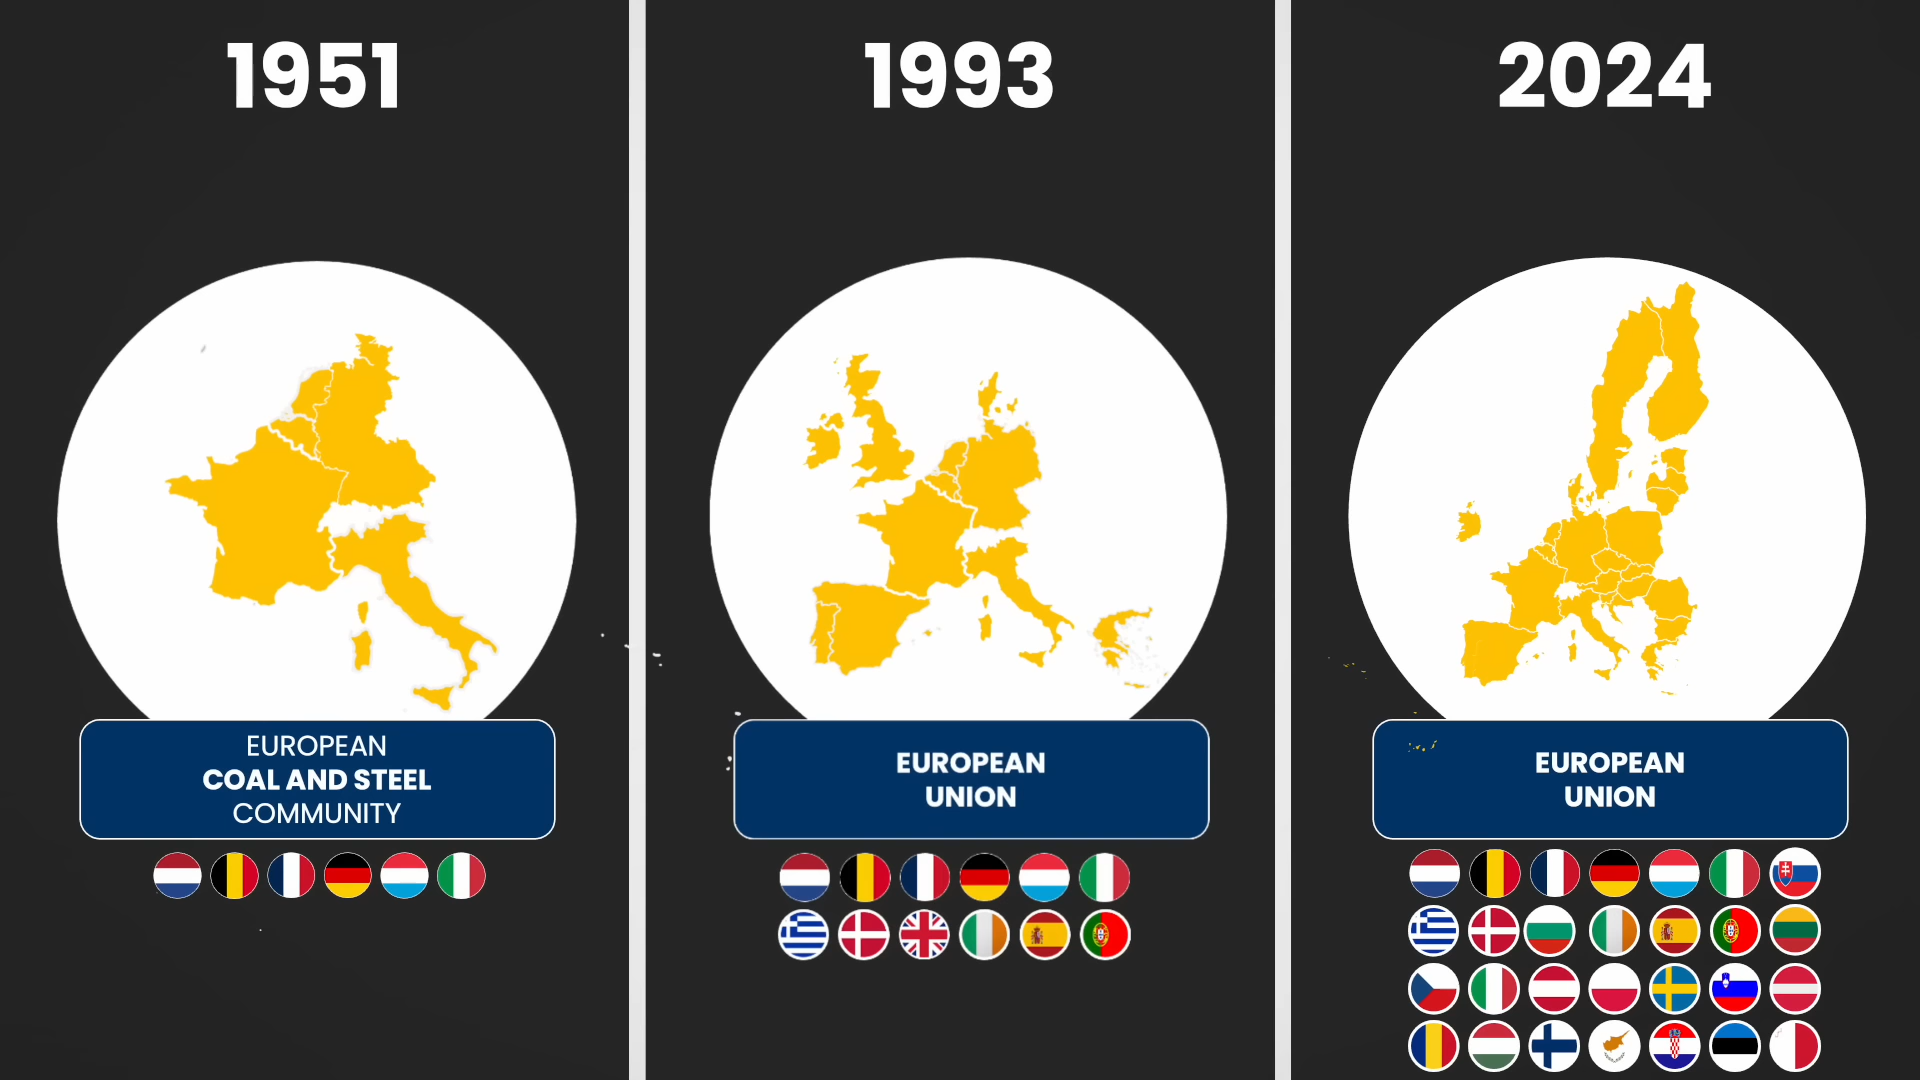 1951
EUROPEAN
COAL AND STEEL
COMMUNITY
1993
EUROPEAN
UNION
2024
EUROPEAN
UNION